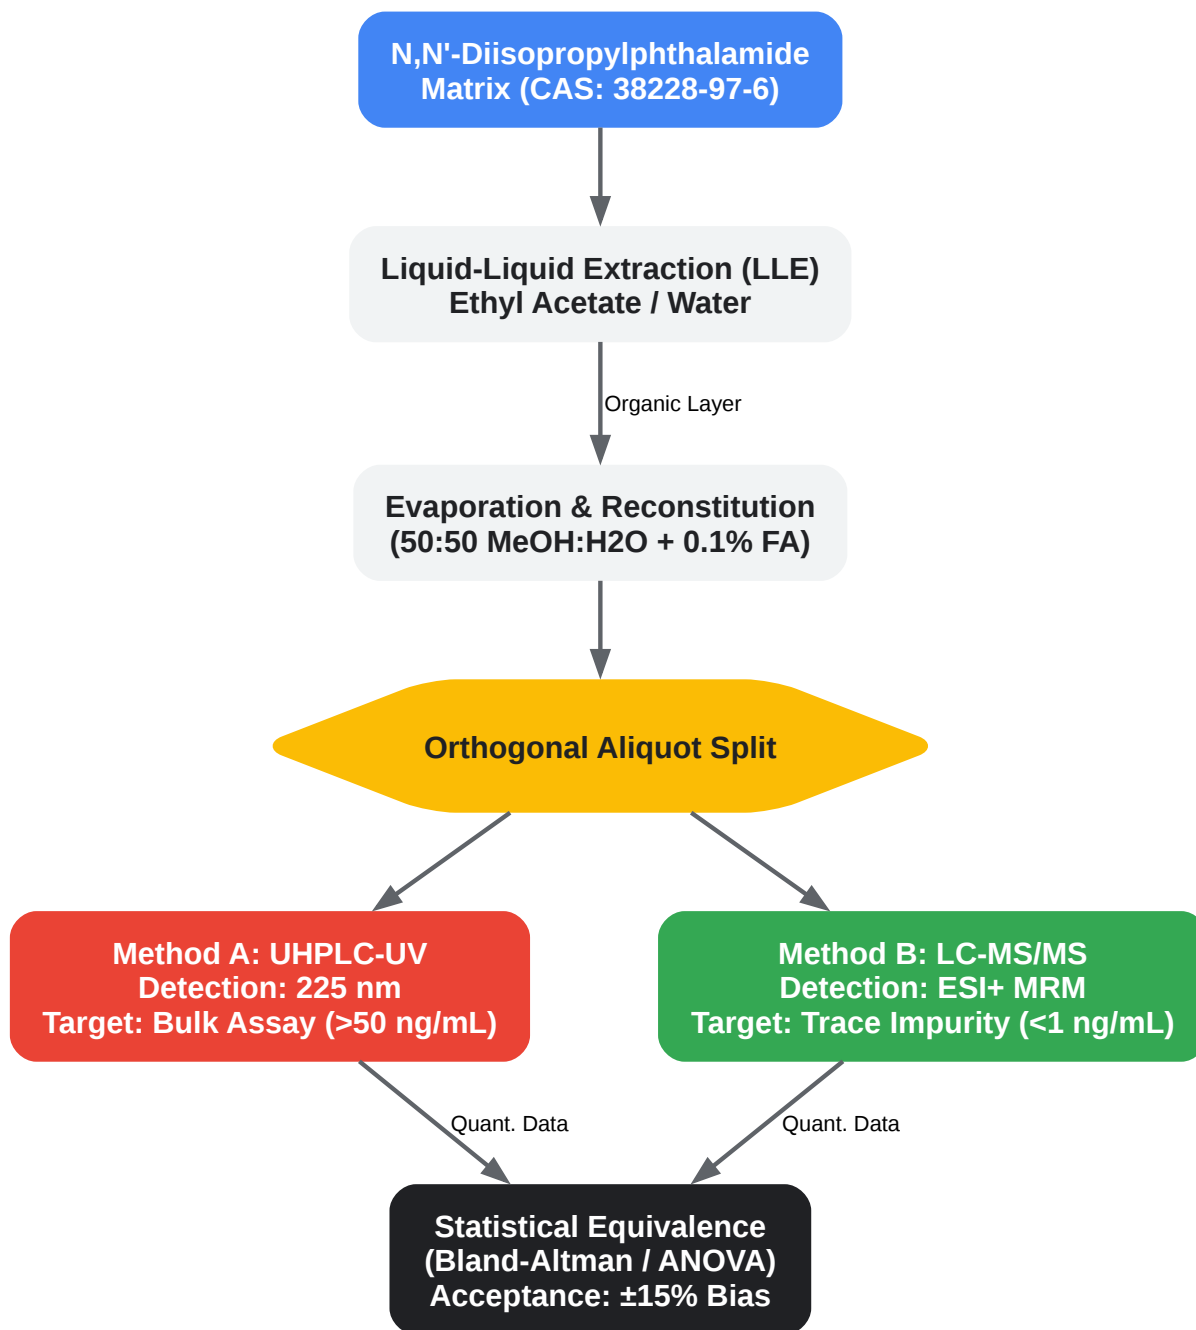 N,N'-Diisopropylphthalamide
Matrix (CAS: 38228-97-6)
Liquid-Liquid Extraction (LLE)
Ethyl Acetate / Water
Organic Layer
Evaporation & Reconstitution
(50:50 MeOH:H2O + 0.1% FA)
Orthogonal Aliquot Split
Method A: UHPLC-UV
Detection: 225 nm
Target: Bulk Assay (>50 ng/mL)
Method B: LC-MS/MS
Detection: ESI+ MRM
Target: Trace Impurity (<1 ng/mL)
Quant. Data
Quant. Data
Statistical Equivalence
(Bland-Altman / ANOVA)
Acceptance: ±15% Bias